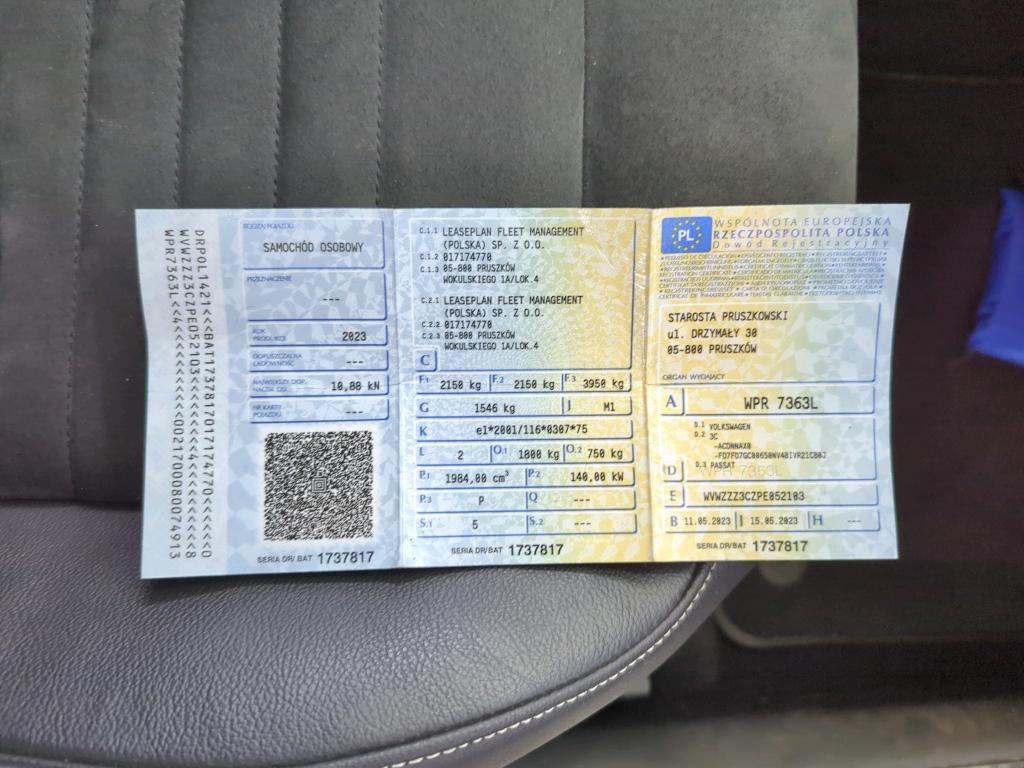 DRPOL1421<<BAT1737817017174770<<<<<<0
WVWZZZ3CZPE052103<<<<<<0002170008007
WPR7363L<<
RODZAJ POJAZDU
SAMOCHÓD OSOBOWY
PRZEZNACZENIE
---
ROK PRODUKCJI
2023
DOPUSZCZALNA ŁADOWNOŚĆ
---
NAJWIĘKSZY DOP. NACISK OSI
10,80 kN
NR KARTY POJAZDU
---
SERIA DR/BAT 1737817
C.1.1 LEASEPLAN FLEET MANAGEMENT
(POLSKA) SP. Z O.O.
C.1.2 017174770
C.1.3 05-800 PRUSZKÓW
WOKULSKIEGO 1A/LOK.4
C.2.1 LEASEPLAN FLEET MANAGEMENT
(POLSKA) SP. Z O.O.
C.2.2 017174770
C.2.3 05-800 PRUSZKÓW
WOKULSKIEGO 1A/LOK.4
C
F.1 2150 kg F.2 2150 kg F.3 3950 kg
G 1546 kg J M1
K e1*2001/116*0307*75
L 2 O.1 1800 kg O.2 750 kg
P.1 1984,00 cm³ P.2 140,00 kW
P.3 P Q ---
S.1 5 S.2 ---
SERIA DR/BAT 1737817
PL
WSPÓLNOTA EUROPEJSKA
RZECZPOSPOLITA POLSKA
Dowód Rejestracyjny
STAROSTA PRUSZKOWSKI
ul. DRZYMAŁY 30
05-800 PRUSZKÓW
ORGAN WYDAJĄCY
A WPR 7363L
D.1 VOLKSWAGEN
D.2 3C
D.3 PASSAT
WPR 7363L
D
E WVWZZZ3CZPE052103
B 11.05.2023 I 15.05.2023 H ---
SERIA DR/BAT 1737817